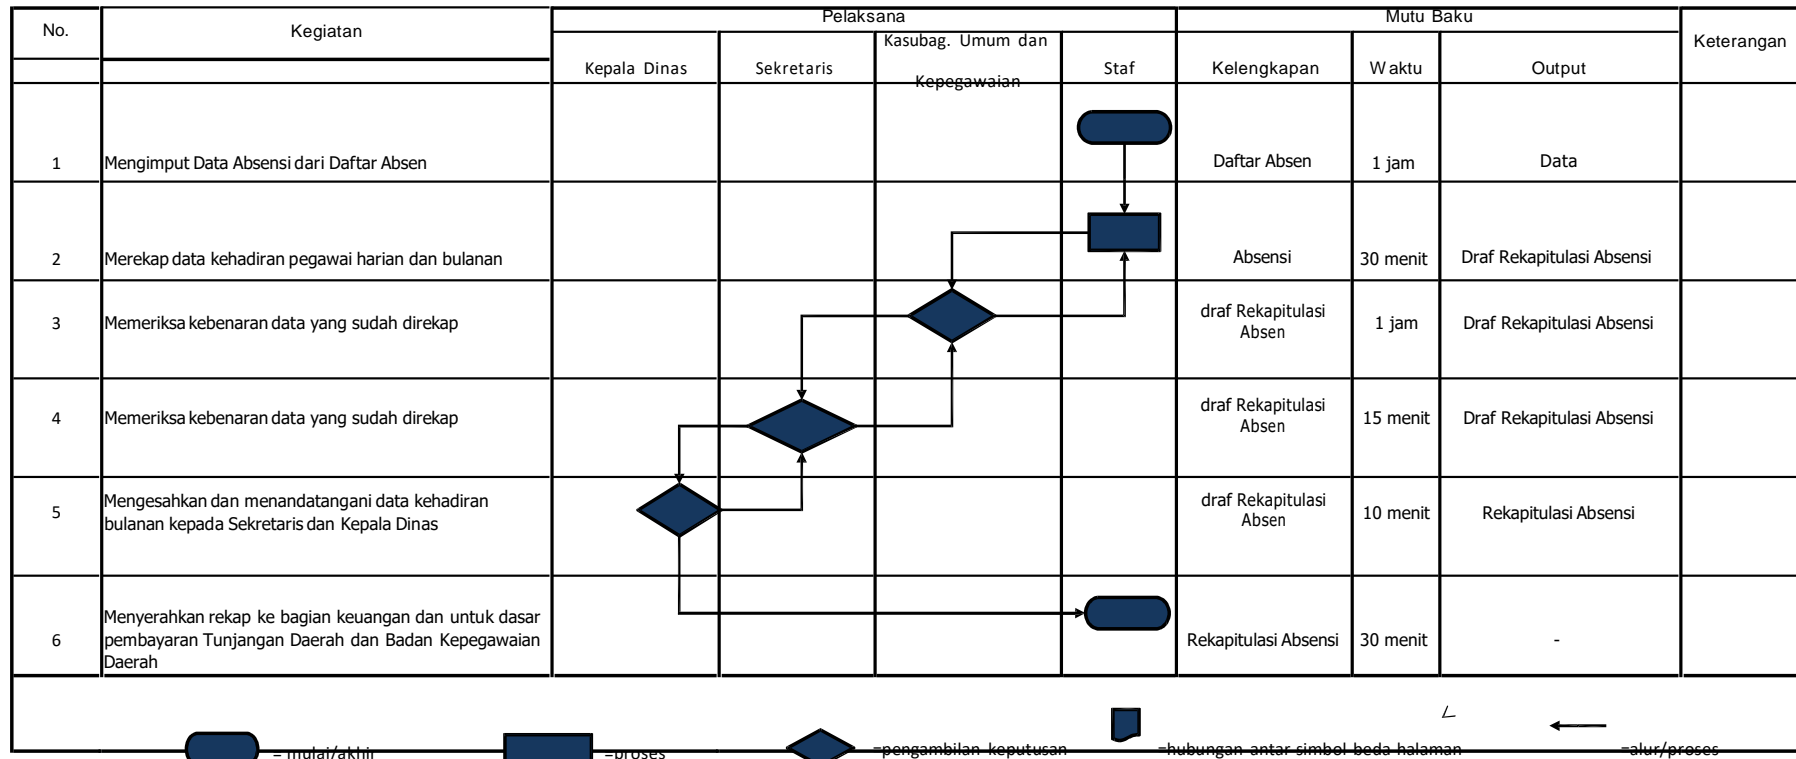 No.
Kegiatan
Pelaksana
Mutu Baku
Keterangan
Kepala Dinas
Sekretaris
Kasubag. Umum dan
Kepegawaian
Staf
Kelengkapan
Waktu
Output
1
Mengimput Data Absensi dari Daftar Absen
Daftar Absen
1 jam
Data
2
Merekap data kehadiran pegawai harian dan bulanan
Absensi
30 menit
Draf Rekapitulasi Absensi
3
Memeriksa kebenaran data yang sudah direkap
draf Rekapitulasi
Absen
1 jam
Draf Rekapitulasi Absensi
4
Memeriksa kebenaran data yang sudah direkap
draf Rekapitulasi
Absen
15 menit
Draf Rekapitulasi Absensi
5
Mengesahkan dan menandatangani data kehadiran
bulanan kepada Sekretaris dan Kepala Dinas
draf Rekapitulasi
Absen
10 menit
Rekapitulasi Absensi
6
Menyerahkan rekap ke bagian keuangan dan untuk dasar
pembayaran Tunjangan Daerah dan Badan Kepegawaian
Daerah
Rekapitulasi Absensi
30 menit
-
= mulai/akhir
=proses
=pengambilan keputusan
=hubungan antar simbol beda halaman
=alur/proses